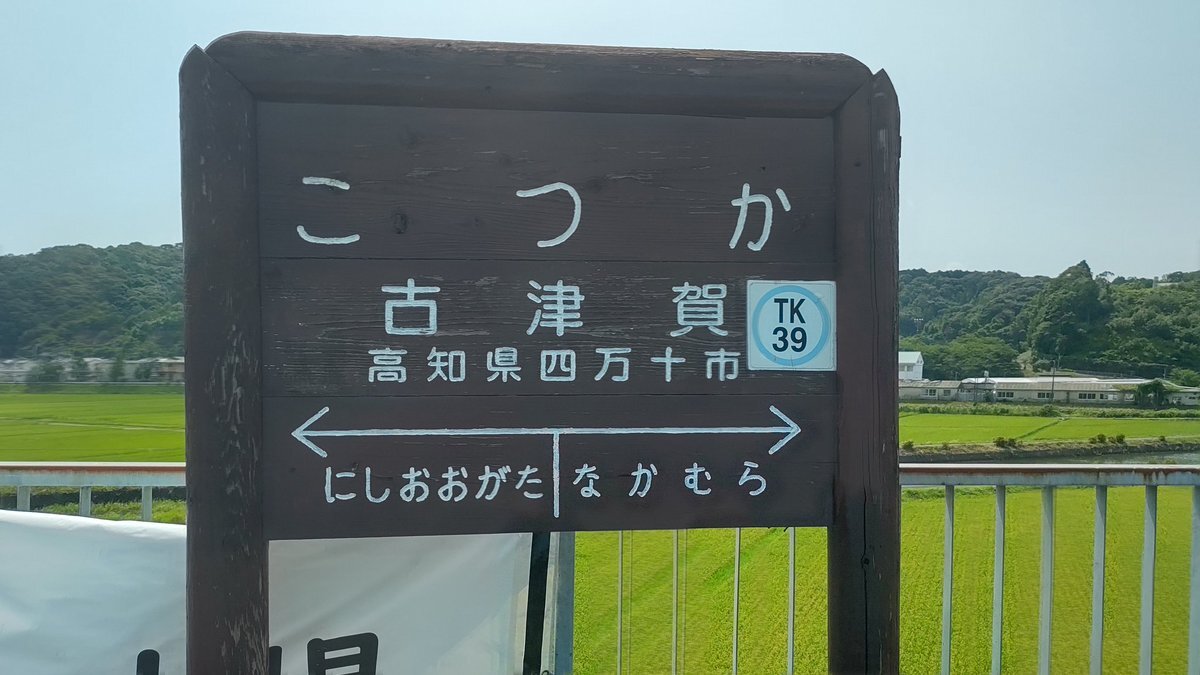 こつか
古津賀
TK
39
高知県四万十市
にしおおがた なかむら